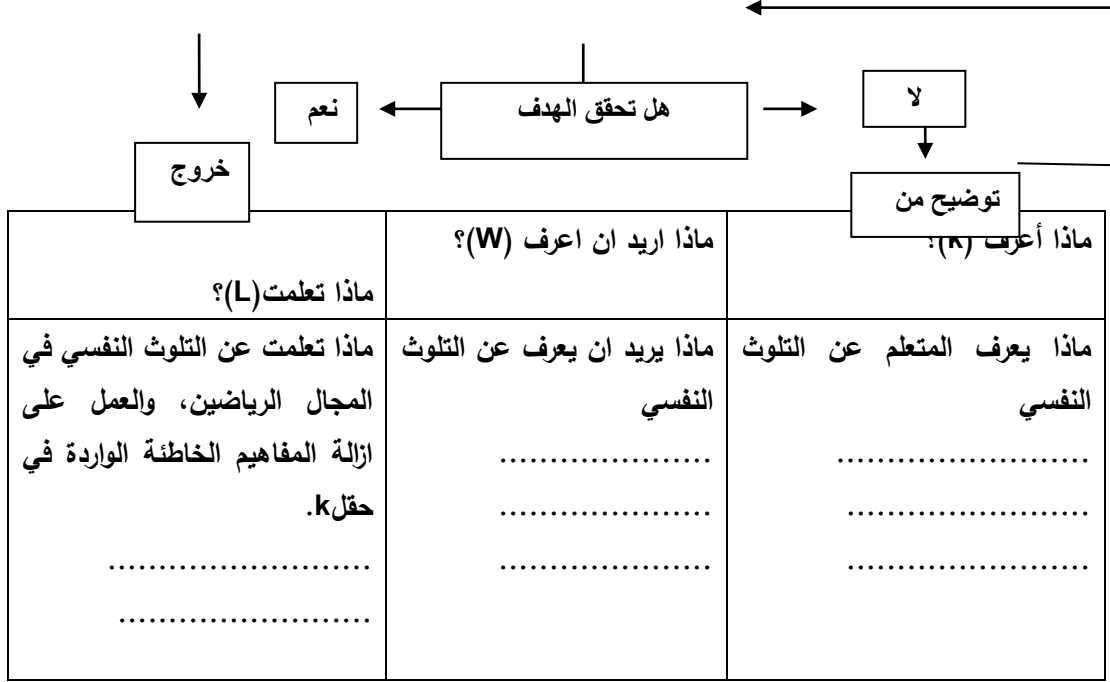 لا
هل تحقق الهدف
نعم
توضيح من
خروج
ماذا أعرف (k)؟
ماذا اريد ان اعرف (W)؟
ماذا تعلمت(L)؟
ماذا يعرف المتعلم عن التلوث
النفسي
........................
........................
........................
ماذا يريد ان يعرف عن التلوث
النفسي
.....................
.....................
.....................
ماذا تعلمت عن التلوث النفسي في
المجال الرياضين، والعمل على
ازالة المفاهيم الخاطئة الواردة في
حقلk.
..........................
.........................